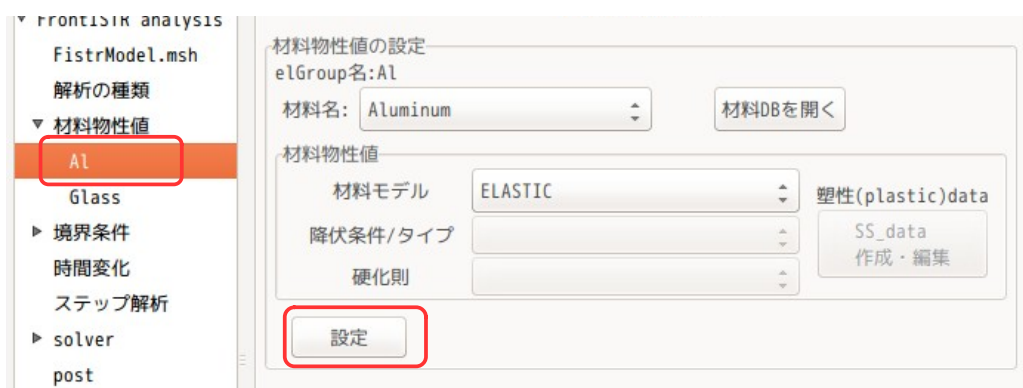 FrontISTR analysis
FistrModel.msh
解析の種類
材料物性値
Al
Glass
境界条件
時間変化
ステップ解析
solver
post
材料物性値の設定
elGroup名:Al
材料名: Aluminum 材料DBを開く
材料物性値
材料モデル ELASTIC 塑性(plastic)data
降伏条件/タイプ SS_data
作成・編集
硬化則
設定